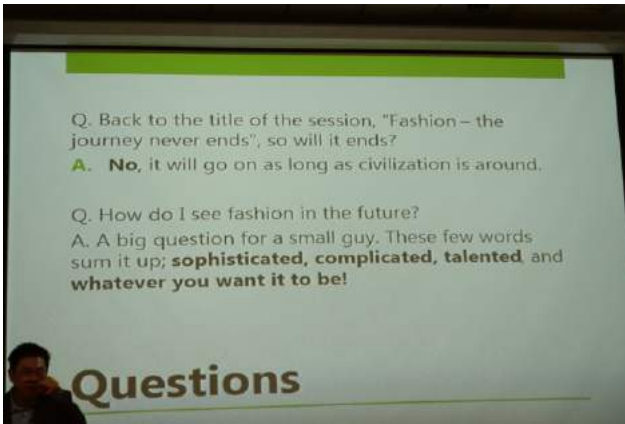 Q. Back to the title of the session, "Fashion – the
journey never ends", so will it ends?
A. No, it will go on as long as civilization is around.
Q. How do I see fashion in the future?
A. A big question for a small guy. These few words
sum it up; sophisticated, complicated, talented and
whatever you want it to be!
Questions